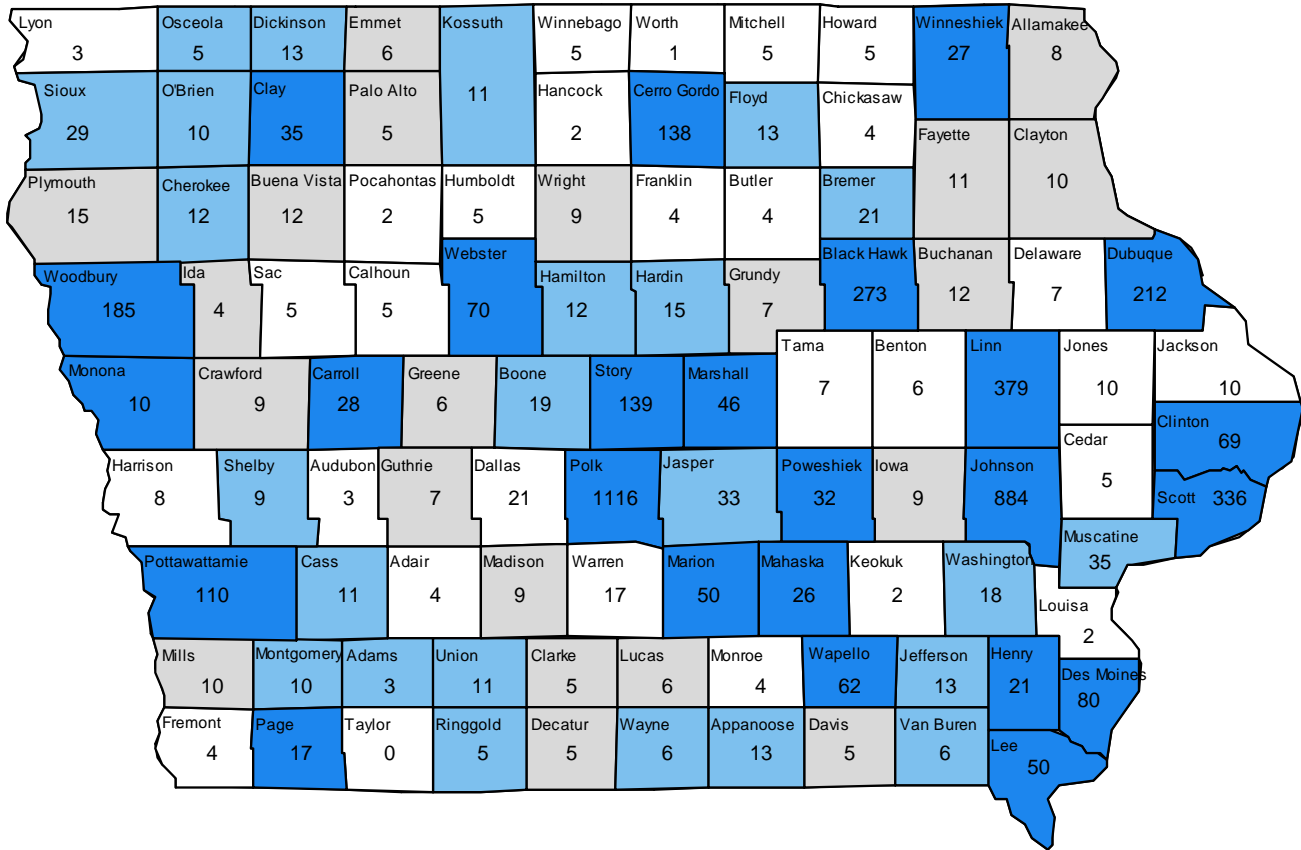 Lyon
3
Osceola
5
Dickinson
13
Emmet
6
Kossuth
11
Winnebago
5
Worth
1
Mitchell
5
Howard
5
Winneshiek
27
Allamakee
8
Sioux
29
O'Brien
10
Clay
35
Palo Alto
5
Hancock
2
Cerro Gordo
138
Floyd
13
Chickasaw
4
Fayette
11
Clayton
10
Plymouth
15
Cherokee
12
Buena Vista
12
Pocahontas
2
Humboldt
5
Wright
9
Franklin
4
Butler
4
Bremer
21
Woodbury
185
Ida
4
Sac
5
Calhoun
5
Webster
70
Hamilton
12
Hardin
15
Grundy
7
Black Hawk
273
Buchanan
12
Delaware
7
Dubuque
212
Monona
10
Crawford
9
Carroll
28
Greene
6
Boone
19
Story
139
Marshall
46
Tama
7
Benton
6
Linn
379
Jones
10
Jackson
10
Clinton
69
Cedar
5
Harrison
8
Shelby
9
Audubon
3
Guthrie
7
Dallas
21
Polk
1116
Jasper
33
Poweshiek
32
Iowa
9
Johnson
884
Scott 336
Muscatine
35
Pottawattamie
110
Cass
11
Adair
4
Madison
9
Warren
17
Marion
50
Mahaska
26
Keokuk
2
Washington
18
Louisa
2
Mills
10
Montgomery
10
Adams
3
Union
11
Clarke
5
Lucas
6
Monroe
4
Wapello
62
Jefferson
13
Henry
21
Des Moines
80
Fremont
4
Page
17
Taylor
0
Ringgold
5
Decatur
5
Wayne
6
Appanoose
13
Davis
5
Van Buren
6
Lee
50